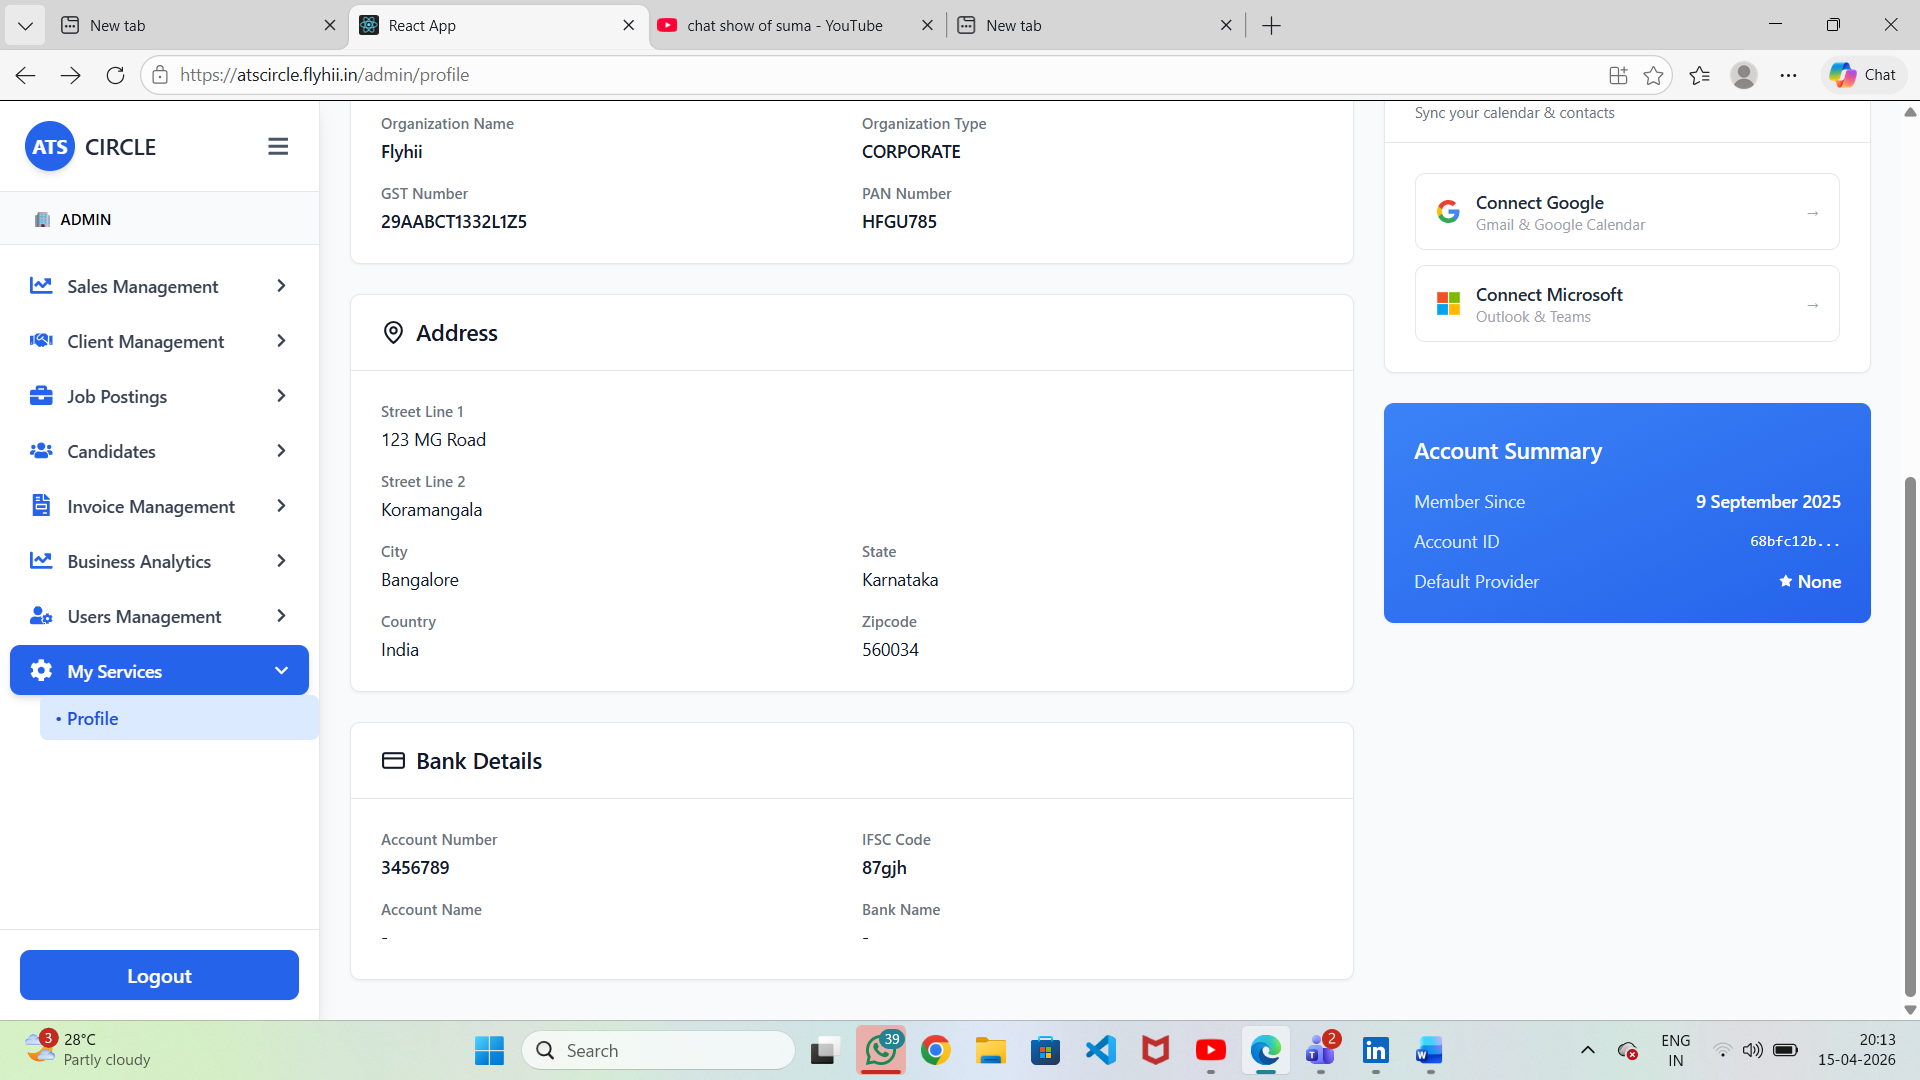 New tab
React App
chat show of suma - YouTube
New tab
https://atscircle.flyhii.in/admin/profile
Chat
ATS CIRCLE
ADMIN
Sales Management
Client Management
Job Postings
Candidates
Invoice Management
Business Analytics
Users Management
My Services
• Profile
Logout
Organization Name
Flyhii
Organization Type
CORPORATE
GST Number
29AABCT1332L1Z5
PAN Number
HFGU785
Address
Street Line 1
123 MG Road
Street Line 2
Koramangala
City
Bangalore
State
Karnataka
Country
India
Zipcode
560034
Bank Details
Account Number
3456789
IFSC Code
87gjh
Account Name
-
Bank Name
-
Sync your calendar & contacts
Connect Google
Gmail & Google Calendar
→
Connect Microsoft
Outlook & Teams
→
Account Summary
Member Since 9 September 2025
Account ID 68bfc12b...
Default Provider ★ None
3
28°C
Partly cloudy
Search
39
2
ENG
IN
20:13
15-04-2026